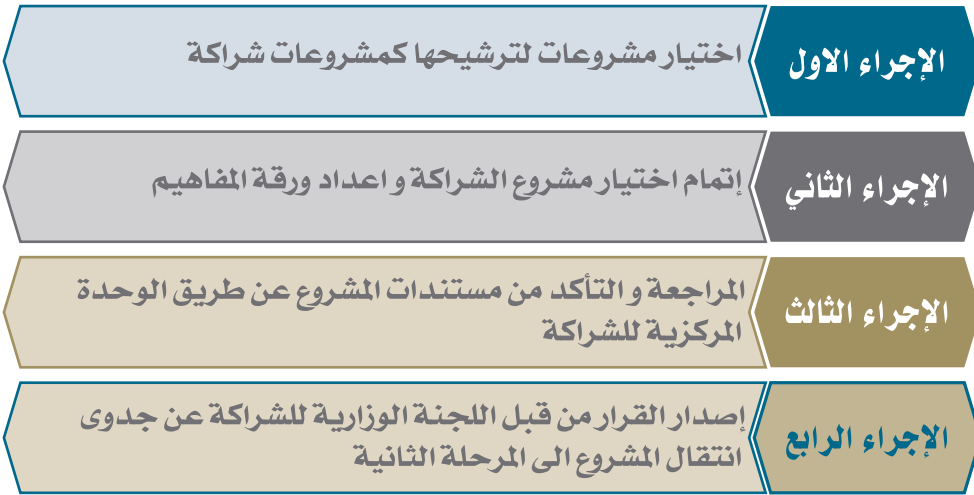 الإجراء الاول
اختيار مشروعات لترشيحها كمشروعات شراكة
الإجراء الثاني
إتمام اختيار مشروع الشراكة و اعداد ورقة المفاهيم
الإجراء الثالث
المراجعة و التأكد من مستندات المشروع عن طريق الوحدة
المركزية للشراكة
الإجراء الرابع
إصدار القرار من قبل اللجنة الوزارية للشراكة عن جدوى
انتقال المشروع الى المرحلة الثانية